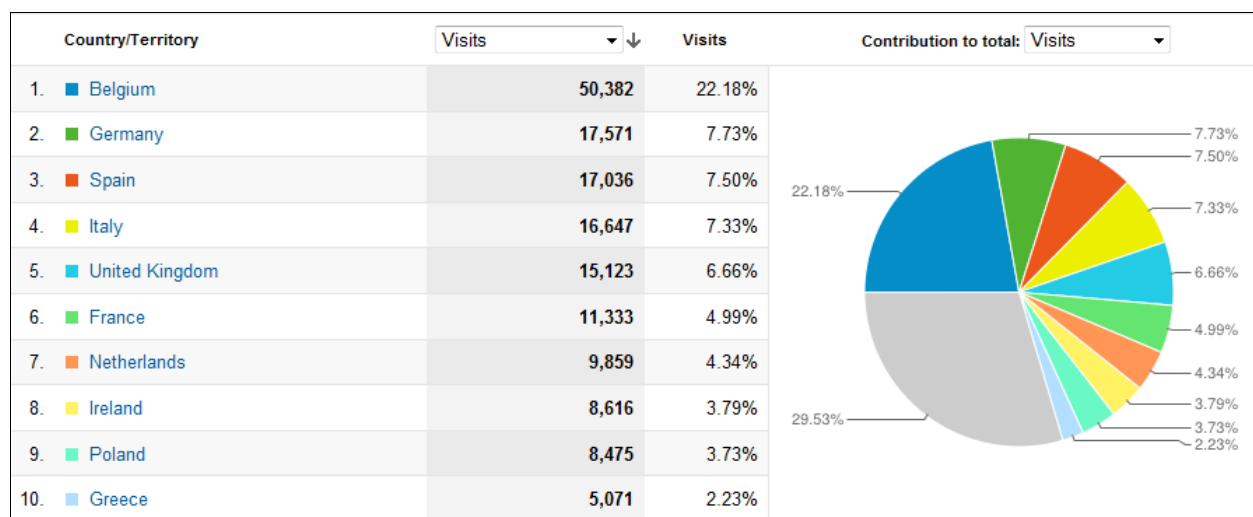 Country/Territory Visits Visits Contribution to total: Visits
1. Belgium 50,382 22.18%
2. Germany 17,571 7.73%
3. Spain 17,036 7.50%
4. Italy 16,647 7.33%
5. United Kingdom 15,123 6.66%
6. France 11,333 4.99%
7. Netherlands 9,859 4.34%
8. Ireland 8,616 3.79%
9. Poland 8,475 3.73%
10. Greece 5,071 2.23%
7.73%
7.50%
22.18%
7.33%
6.66%
4.99%
4.34%
3.79%
29.53%
3.73%
2.23%